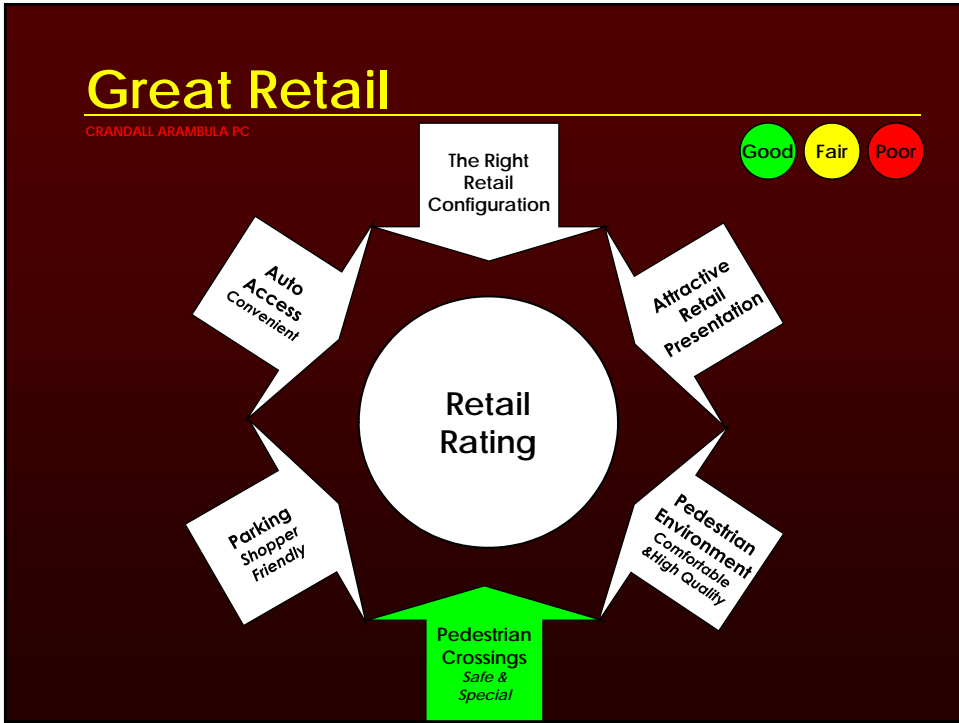 Great Retail
CRANDALL ARAMBULA PC
Good Fair Poor
The Right
Retail
Configuration
Auto
Access
Convenient
Attractive
Retail
Presentation
Retail
Rating
Parking
Shopper
Friendly
Pedestrian
Environment
Comfortable
&High Quality
Pedestrian
Crossings
Safe &
Special